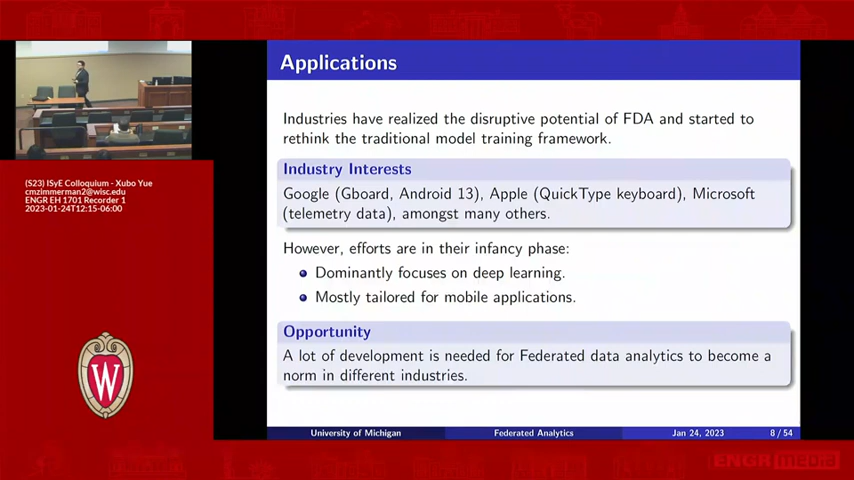 Applications
Industries have realized the disruptive potential of FDA and started to
rethink the traditional model training framework.
Industry Interests
Google (Gboard, Android 13), Apple (QuickType keyboard), Microsoft
(telemetry data), amongst many others.
However, efforts are in their infancy phase:
Dominantly focuses on deep learning.
Mostly tailored for mobile applications.
Opportunity
A lot of development is needed for Federated data analytics to become a
norm in different industries.
University of Michigan
Federated Analytics
Jan 24, 2023
8 / 54
(S23) ISyE Colloquium - Xubo Yue
cmzimmerman2@wisc.edu
ENGR EH 1701 Recorder 1
2023-01-24T12:15-06:00
W
ENGR media